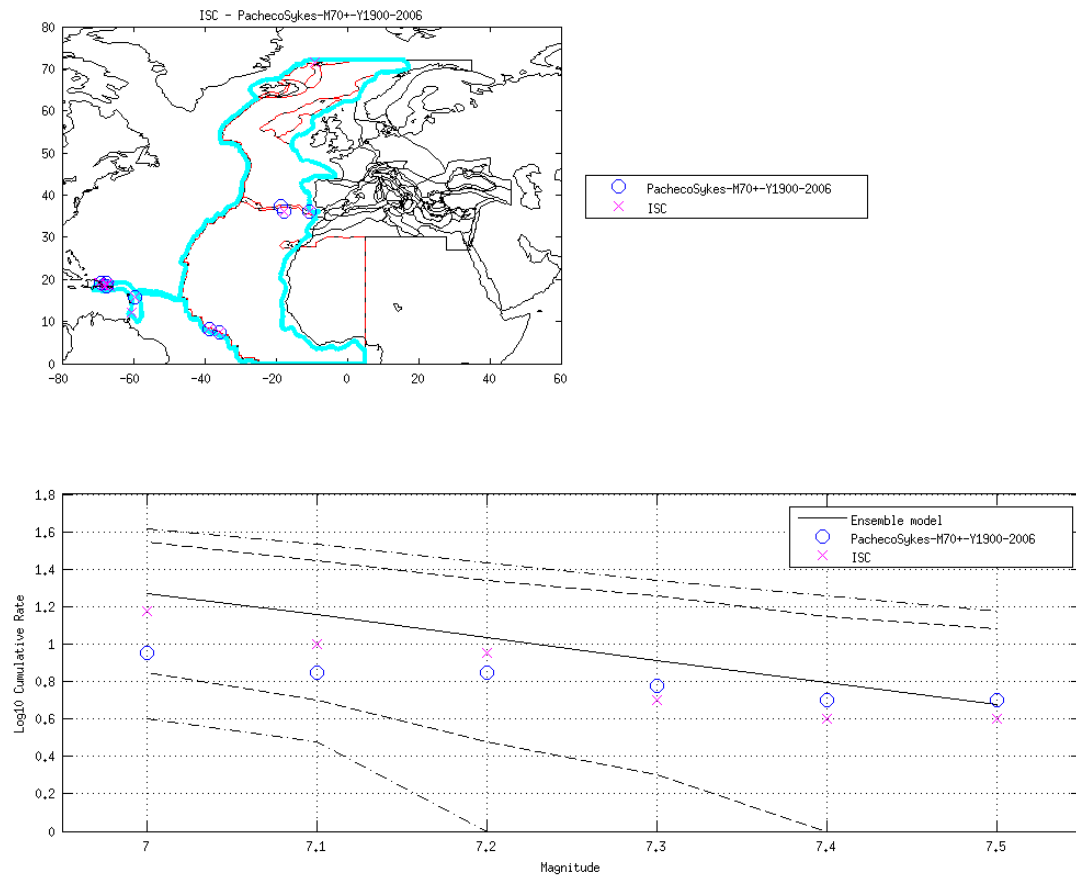 ISC - PachecoSykes-M70+-Y1900-2006
80
70
60
50
40
30
20
10
0
-80 -60 -40 -20 0 20 40 60
PachecoSykes-M70+-Y1900-2006
ISC
1.8
1.6
1.4
1.2
1
0.8
0.6
0.4
0.2
0
Log10 Cumulative Rate
Ensemble model
PachecoSykes-M70+-Y1900-2006
ISC
7 7.1 7.2 7.3 7.4 7.5
Magnitude